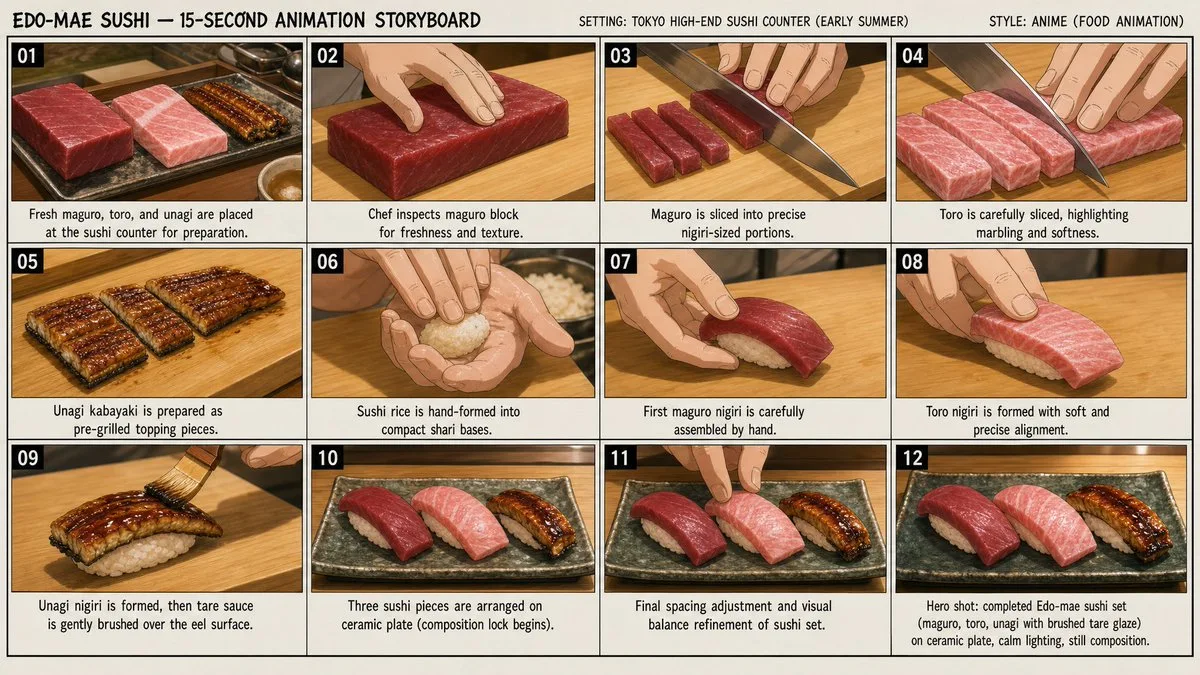 EDO-MAE SUSHI — 15-SECOND ANIMATION STORYBOARD
SETTING: TOKYO HIGH-END SUSHI COUNTER (EARLY SUMMER)
STYLE: ANIME (FOOD ANIMATION)
01
Fresh maguro, toro, and unagi are placed
at the sushi counter for preparation.
02
Chef inspects maguro block
for freshness and texture.
03
Maguro is sliced into precise
nigiri-sized portions.
04
Toro is carefully sliced, highlighting
marbling and softness.
05
Unagi kabayaki is prepared as
pre-grilled topping pieces.
06
Sushi rice is hand-formed into
compact shari bases.
07
First maguro nigiri is carefully
assembled by hand.
08
Toro nigiri is formed with soft and
precise alignment.
09
Unagi nigiri is formed, then tare sauce
is gently brushed over the eel surface.
10
Three sushi pieces are arranged on
ceramic plate (composition lock begins).
11
Final spacing adjustment and visual
balance refinement of sushi set.
12
Hero shot: completed Edo-mae sushi set
(maguro, toro, unagi with brushed tare glaze)
on ceramic plate, calm lighting, still composition.